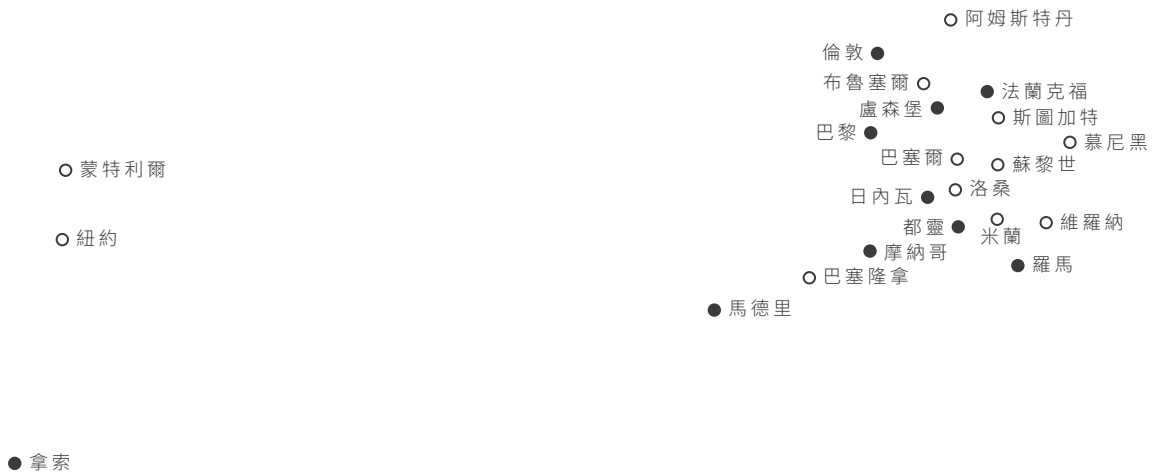 阿姆斯特丹
倫敦
布魯塞爾
法蘭克福
盧森堡
斯圖加特
巴黎
慕尼黑
巴塞爾
蘇黎世
蒙特利爾
洛桑
日內瓦
維羅納
都靈
米蘭
紐約
摩納哥
羅馬
巴塞隆拿
馬德里
拿索